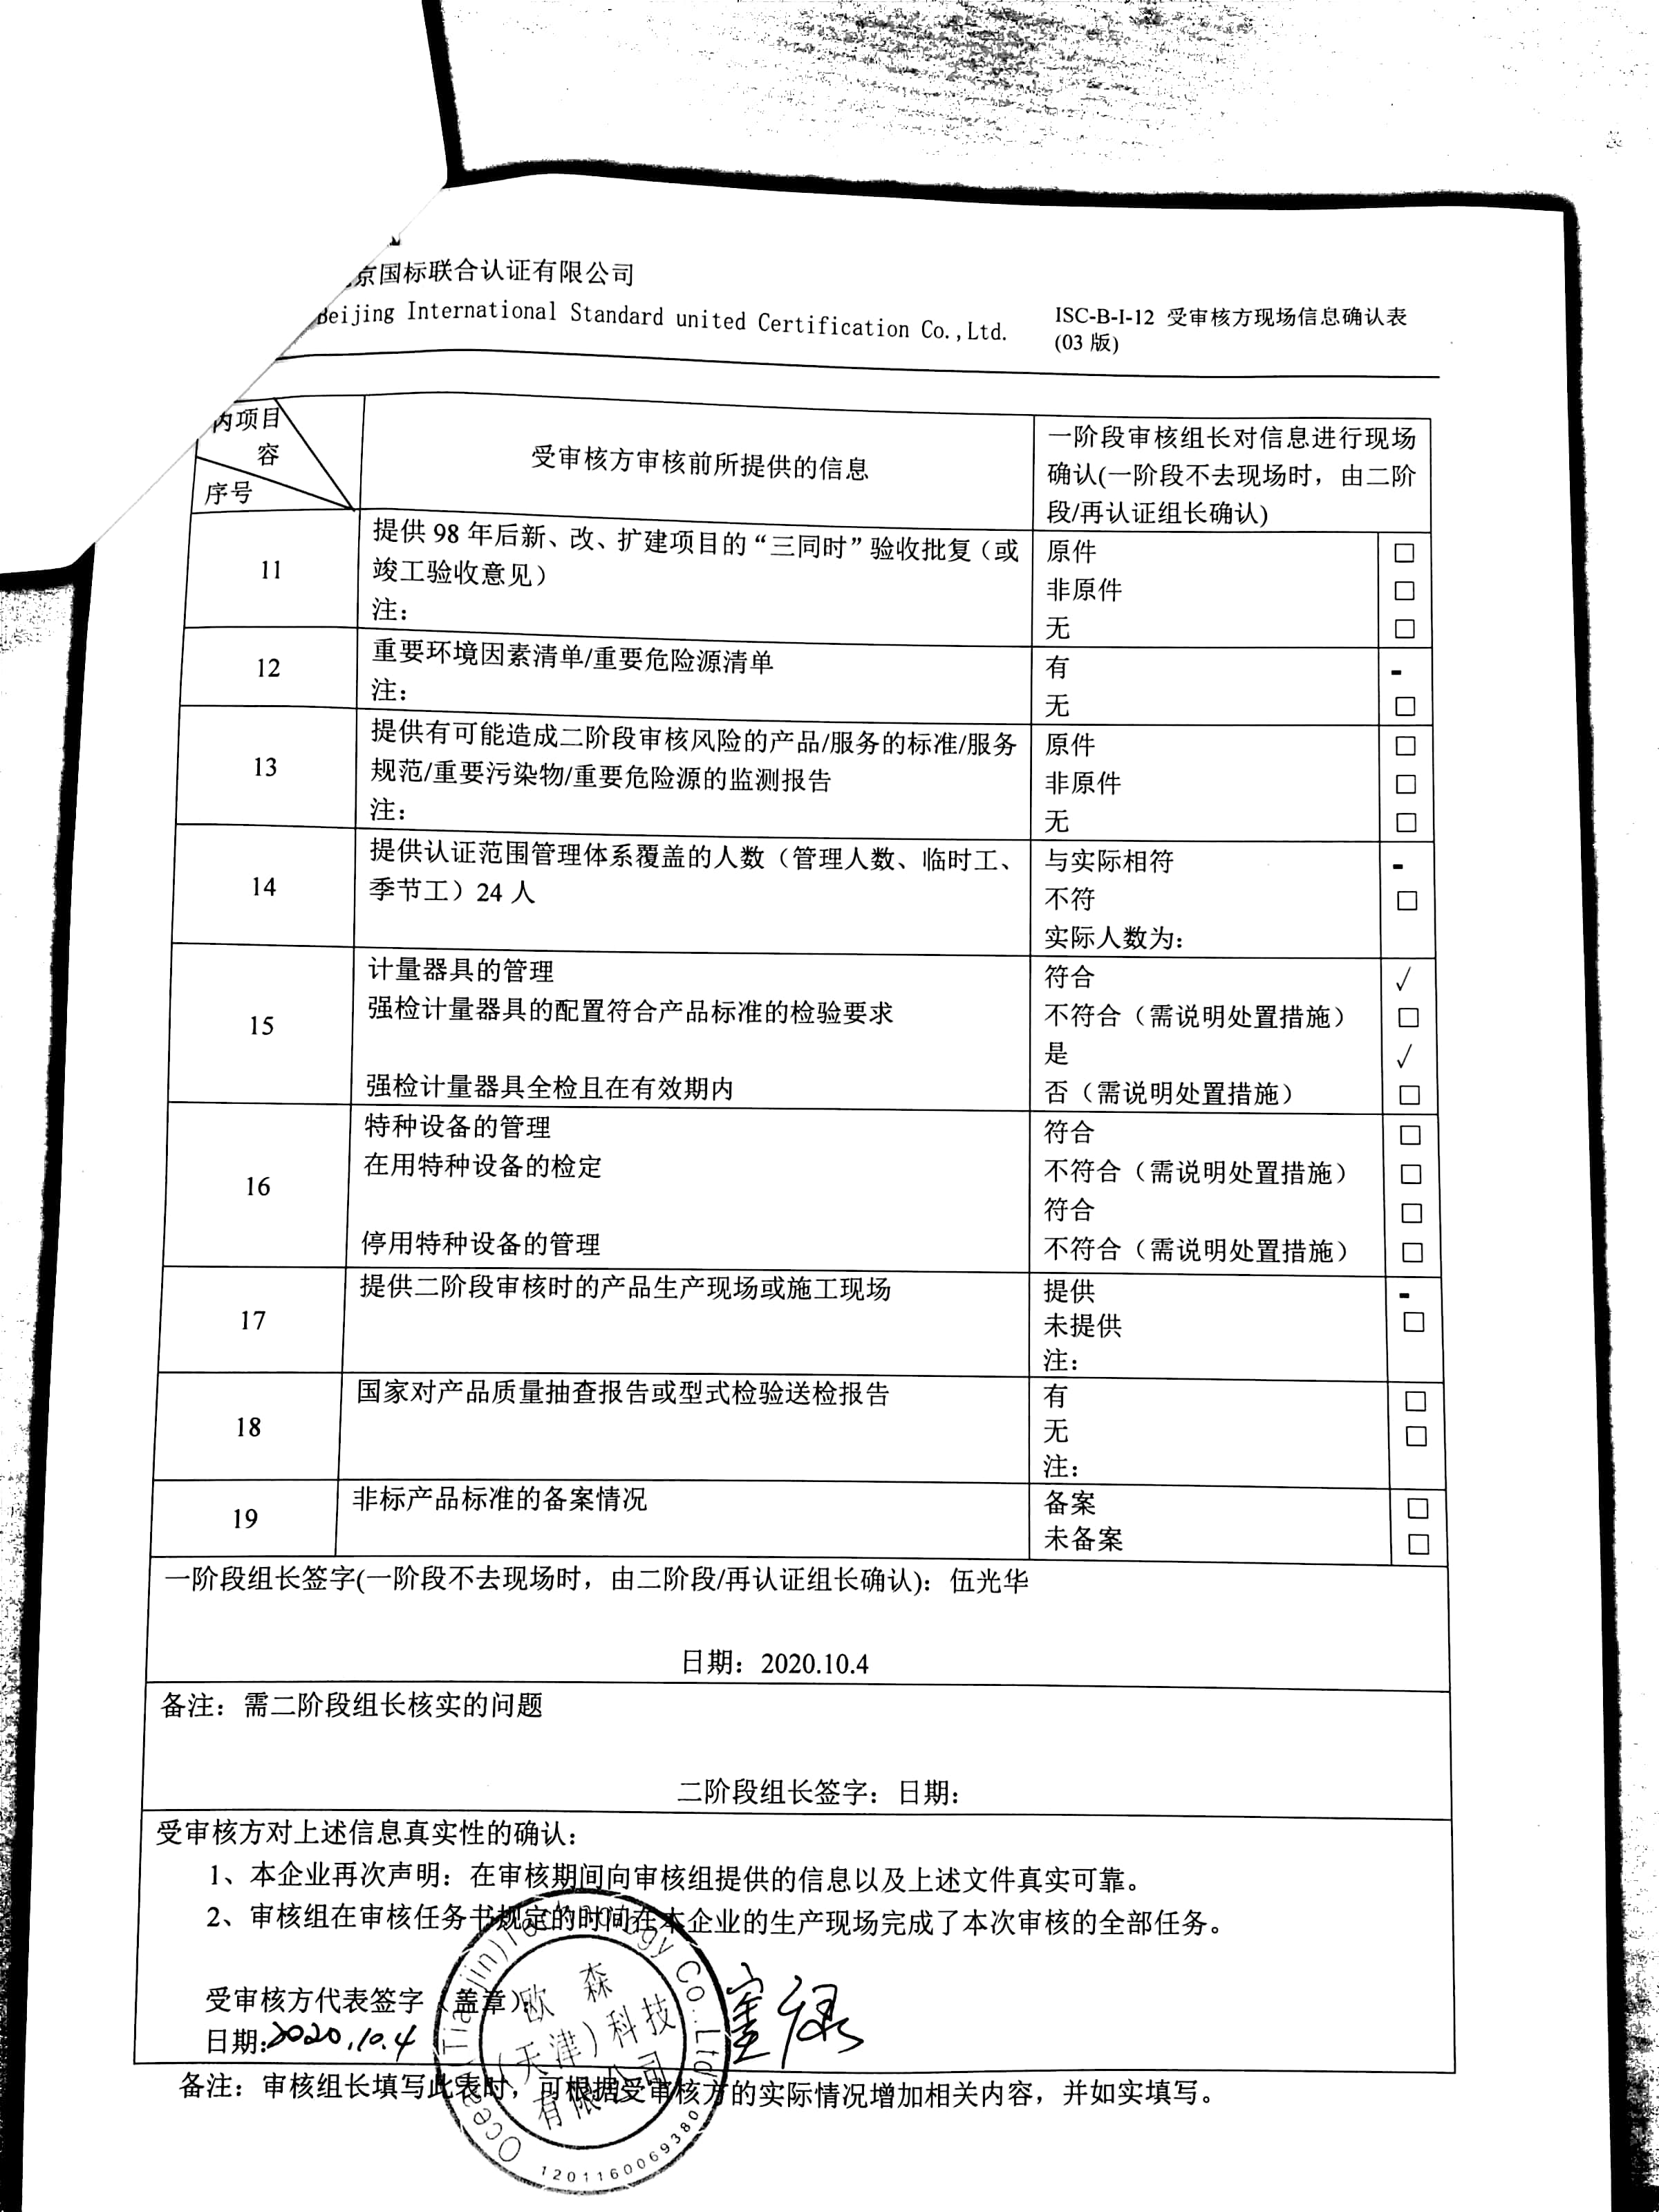 京国标联合认证有限公司
Beijing International Standard united Certification Co.,Ltd.
ISC-B-I-12 受审核方现场信息确认表
(03 版)
内项目
容
序号
受审核方审核前所提供的信息
一阶段审核组长对信息进行现场
确认(一阶段不去现场时，由二阶
段/再认证组长确认)
11
提供 98 年后新、改、扩建项目的“三同时”验收批复（或
竣工验收意见）
注：
原件 □
非原件 □
无 □
12
重要环境因素清单/重要危险源清单
注：
有 -
无 □
13
提供有可能造成二阶段审核风险的产品/服务的标准/服务
规范/重要污染物/重要危险源的监测报告
注：
原件 □
非原件 □
无 □
14
提供认证范围管理体系覆盖的人数（管理人数、临时工、
季节工）24 人
与实际相符 -
不符 □
实际人数为:
15
计量器具的管理
强检计量器具的配置符合产品标准的检验要求
强检计量器具全检且在有效期内
符合 √
不符合（需说明处置措施） □
是 √
否（需说明处置措施） □
16
特种设备的管理
在用特种设备的检定
停用特种设备的管理
符合 □
不符合（需说明处置措施） □
符合 □
不符合（需说明处置措施） □
17
提供二阶段审核时的产品生产现场或施工现场
提供 -
未提供 □
注：
18
国家对产品质量抽查报告或型式检验送检报告
有 □
无 □
注：
19
非标产品标准的备案情况
备案 □
未备案 □
一阶段组长签字(一阶段不去现场时，由二阶段/再认证组长确认)：伍光华
日期：2020.10.4
备注：需二阶段组长核实的问题
二阶段组长签字：日期：
受审核方对上述信息真实性的确认：
1、本企业再次声明：在审核期间向审核组提供的信息以及上述文件真实可靠。
2、审核组在审核任务书规定的时间在本企业的生产现场完成了本次审核的全部任务。
受审核方代表签字（盖章）
日期:2020.10.4
(Tianjin)Technology Co.,Ltd
欧森
（天津）科技
有限公司
1201160069380
备注：审核组长填写此表时，可根据受审核方的实际情况增加相关内容，并如实填写。